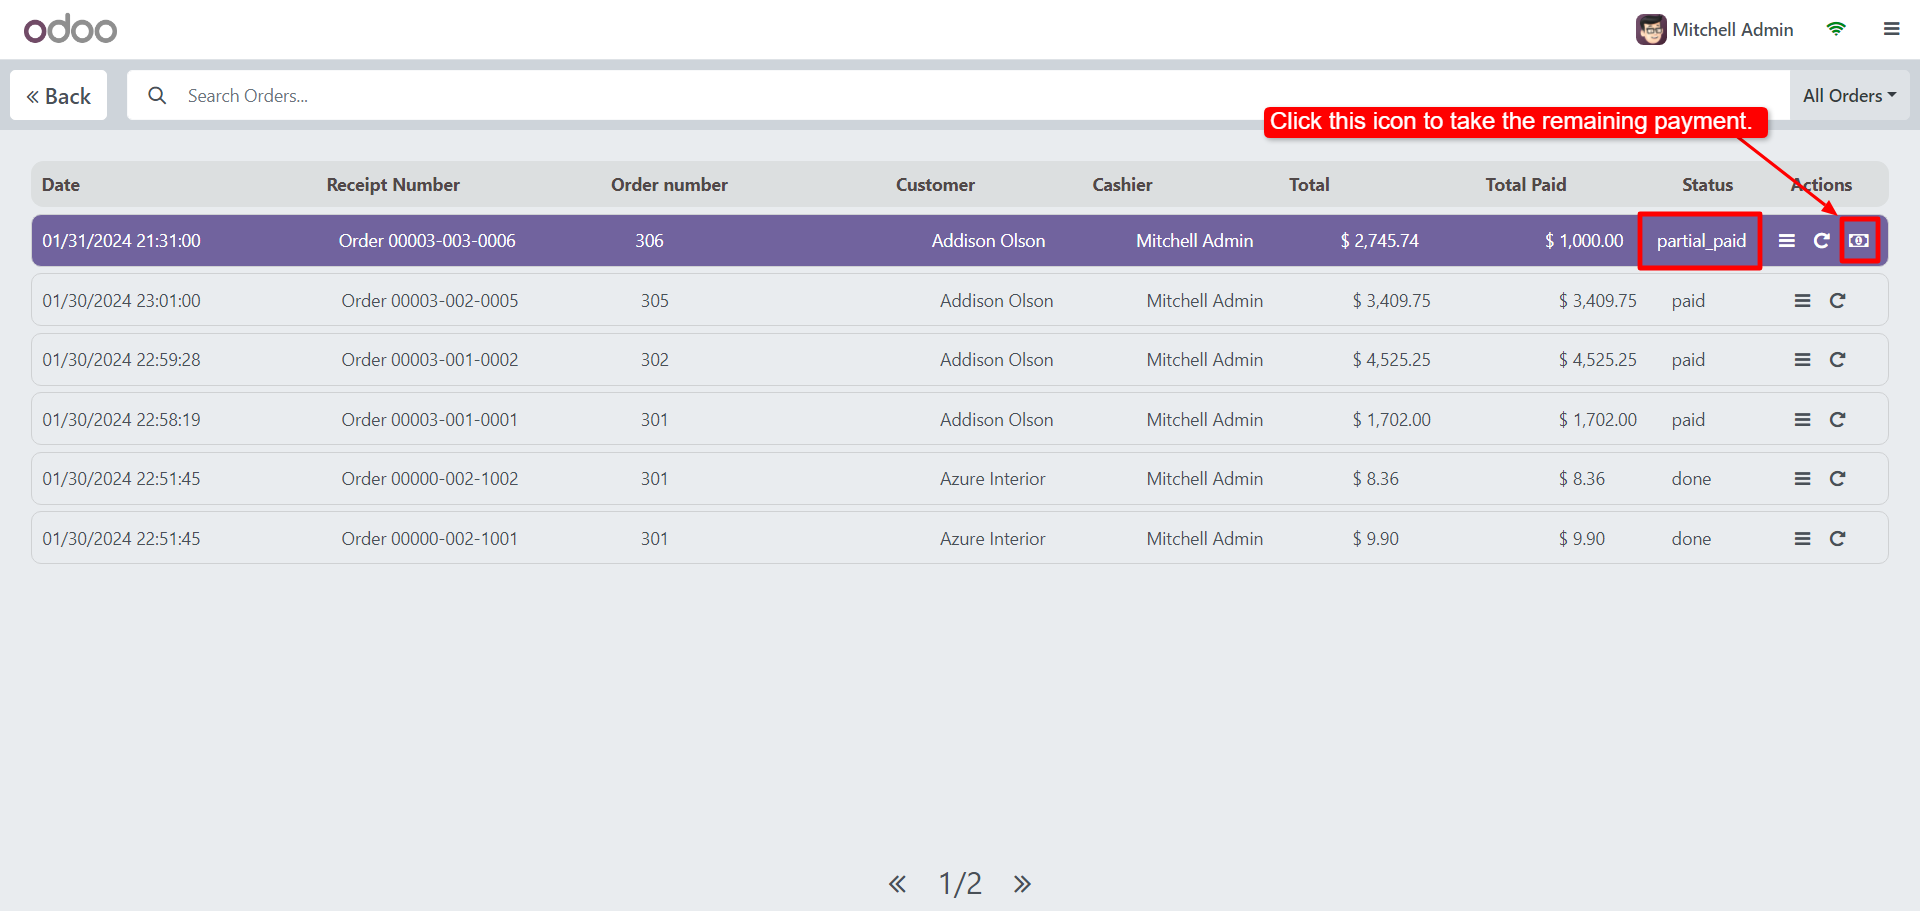 odoo
Mitchell Admin
Back
Search Orders...
All Orders
Click this icon to take the remaining payment.
Date Receipt Number Order number Customer Cashier Total Total Paid Status Actions
01/31/2024 21:31:00 Order 00003-003-0006 306 Addison Olson Mitchell Admin $ 2,745.74 $ 1,000.00 partial_paid
01/30/2024 23:01:00 Order 00003-002-0005 305 Addison Olson Mitchell Admin $ 3,409.75 $ 3,409.75 paid
01/30/2024 22:59:28 Order 00003-001-0002 302 Addison Olson Mitchell Admin $ 4,525.25 $ 4,525.25 paid
01/30/2024 22:58:19 Order 00003-001-0001 301 Addison Olson Mitchell Admin $ 1,702.00 $ 1,702.00 paid
01/30/2024 22:51:45 Order 00000-002-1002 301 Azure Interior Mitchell Admin $ 8.36 $ 8.36 done
01/30/2024 22:51:45 Order 00000-002-1001 301 Azure Interior Mitchell Admin $ 9.90 $ 9.90 done
1/2